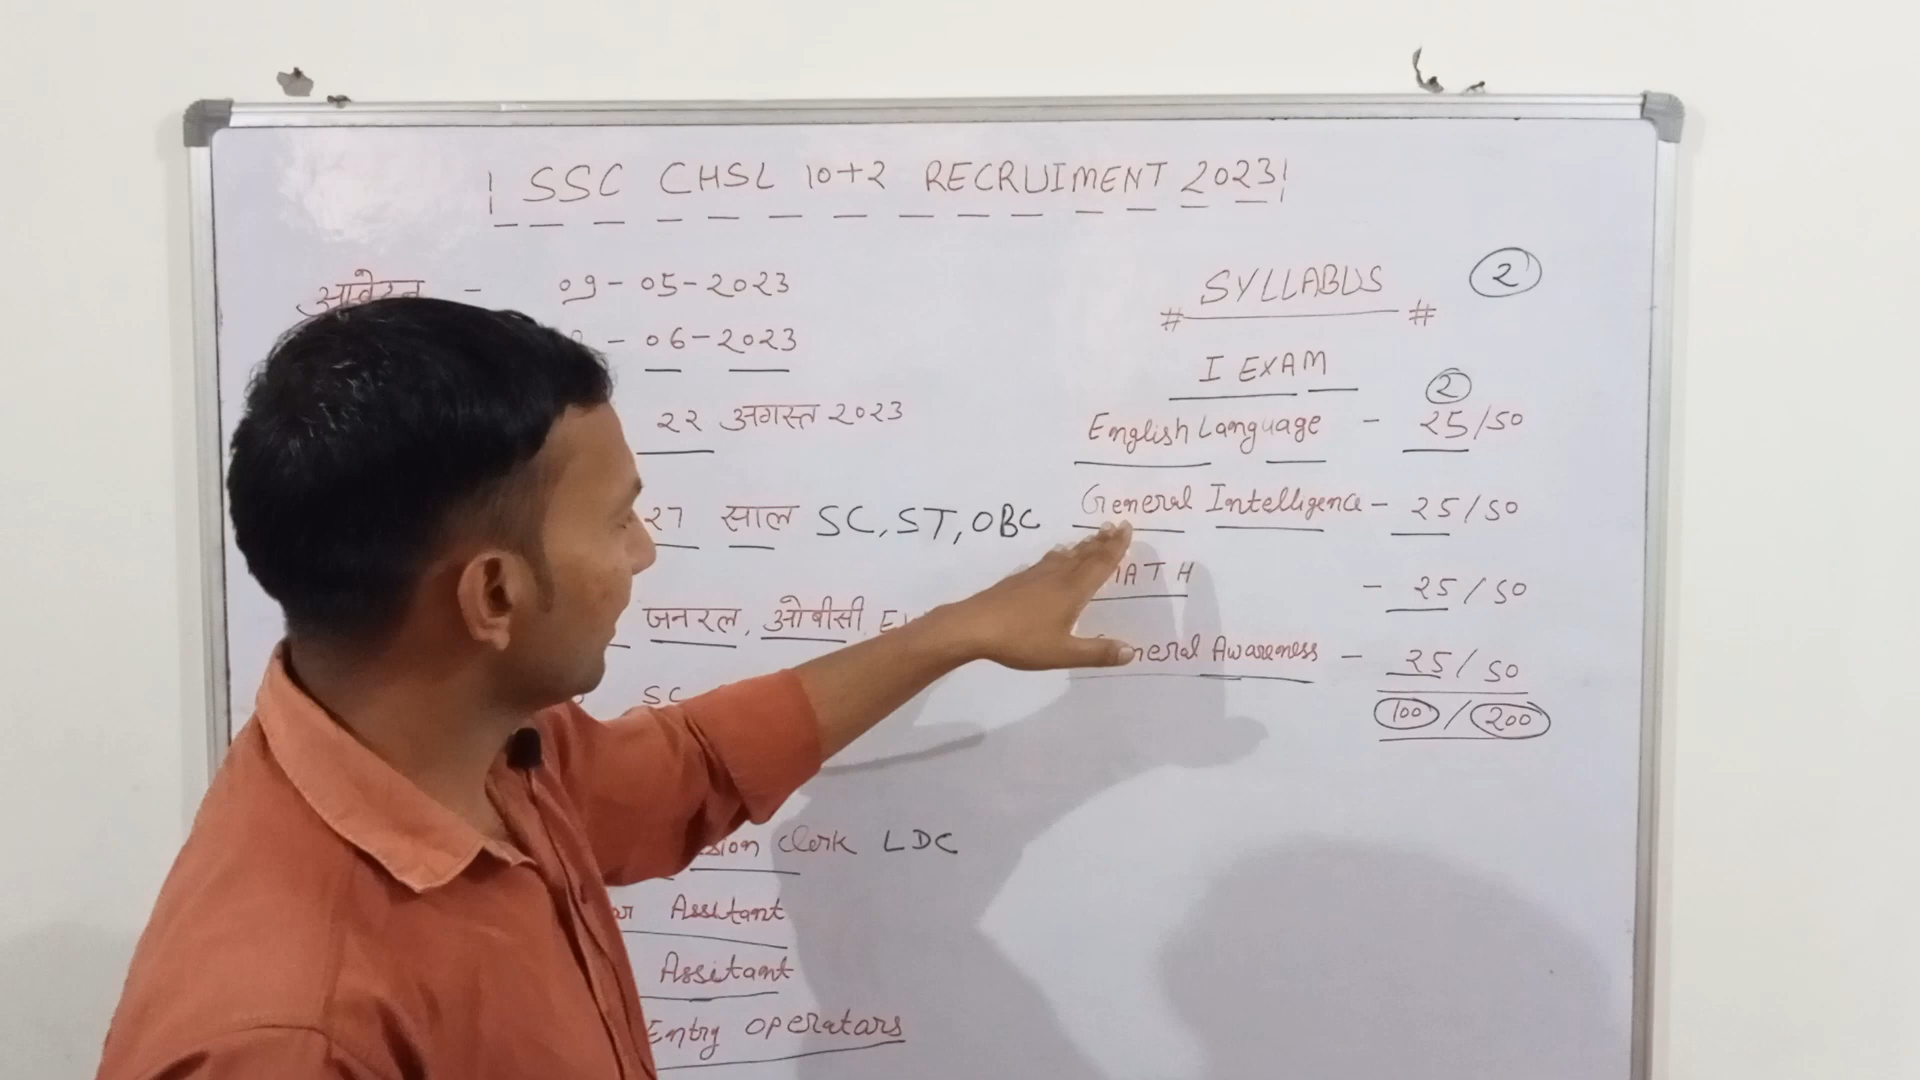 SSC CHSL 10+2 RECRUIMENT 2023
आवेदन - 09-05-2023
- 06-2023
22 अगस्त 2023
27 साल SC, ST, OBC
जनरल, ओबीसी
SC
Clerk LDC
Assitant
Assitant
Entry Operatars
# SYLLABUS # 2
I EXAM
2
English Language - 25/50
General Intelligence - 25/50
MATH - 25/50
General Awareness - 25/50
100/200